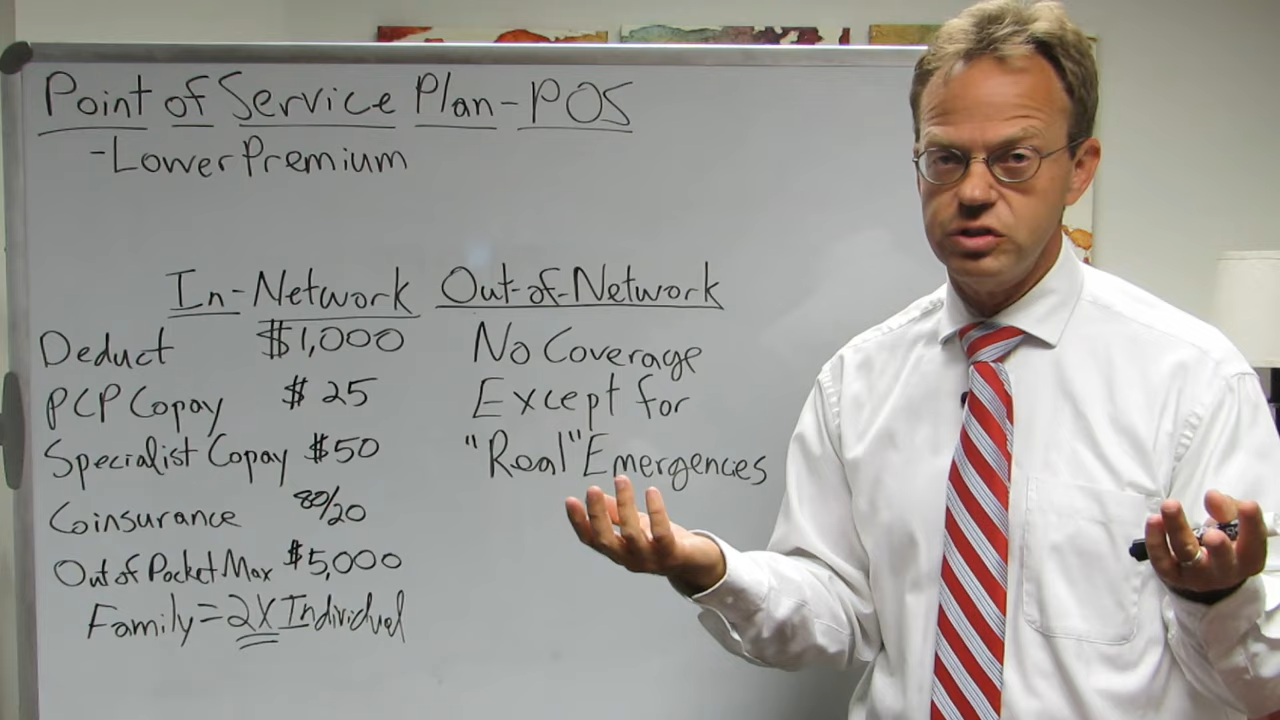 Point of Service Plan - POS
- Lower Premium
In-Network Out-of-Network
Deduct $1,000 No Coverage
PCP Copay $25 Except for
Specialist Copay $50 "Real" Emergencies
Coinsurance 80/20
Out of Pocket Max $5,000
Family = 2X Individual